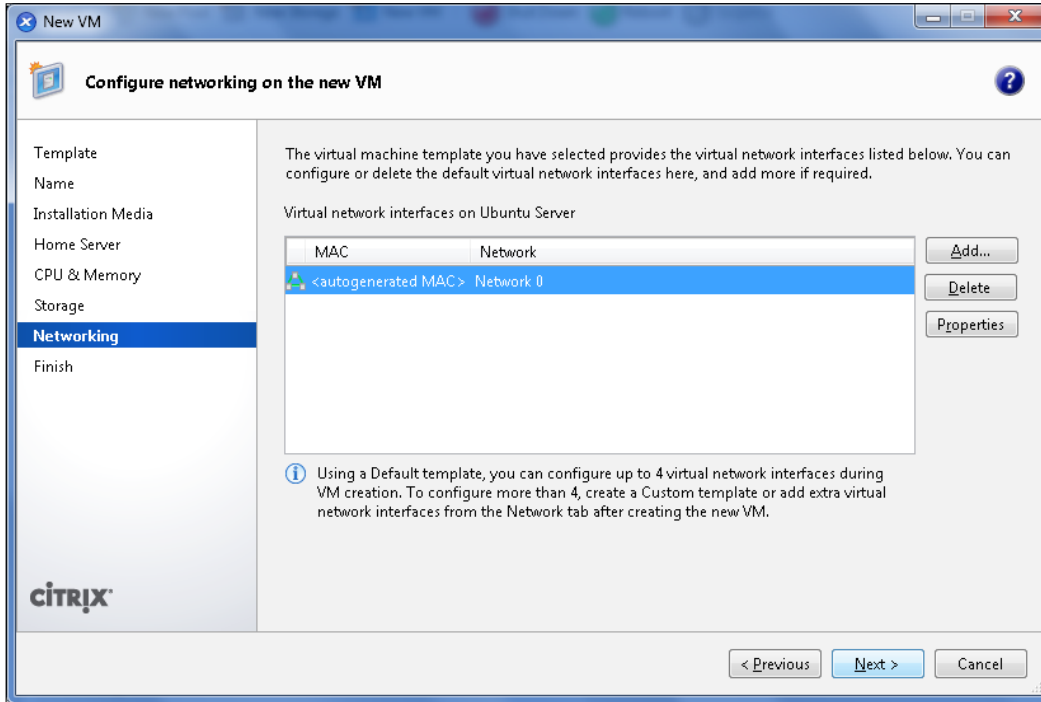 New VM
Configure networking on the new VM
Template
Name
Installation Media
Home Server
CPU & Memory
Storage
Networking
Finish
The virtual machine template you have selected provides the virtual network interfaces listed below. You can
configure or delete the default virtual network interfaces here, and add more if required.
Virtual network interfaces on Ubuntu Server
MAC Network
<autogenerated MAC> Network 0
Add...
Delete
Properties
Using a Default template, you can configure up to 4 virtual network interfaces during
VM creation. To configure more than 4, create a Custom template or add extra virtual
network interfaces from the Network tab after creating the new VM.
CITRIX
< Previous Next > Cancel